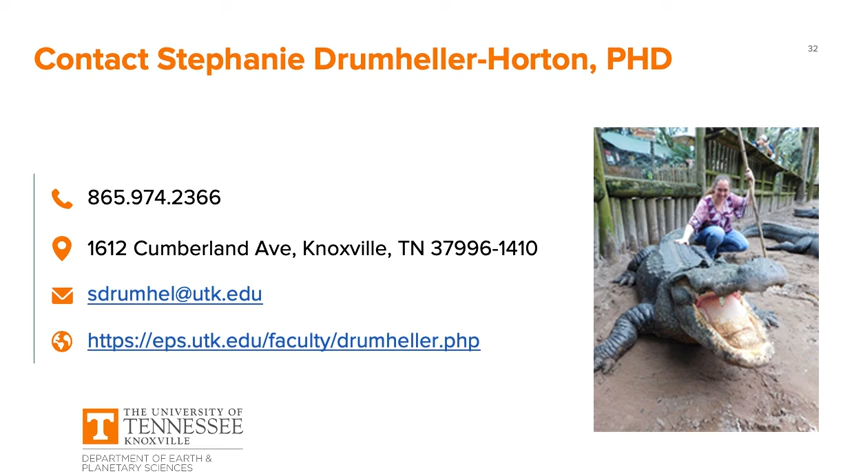 Contact Stephanie Drumheller-Horton, PHD
32
865.974.2366
1612 Cumberland Ave, Knoxville, TN 37996-1410
sdrumhel@utk.edu
https://eps.utk.edu/faculty/drumheller.php
T
THE UNIVERSITY OF
TENNESSEE
KNOXVILLE
DEPARTMENT OF EARTH &
PLANETARY SCIENCES